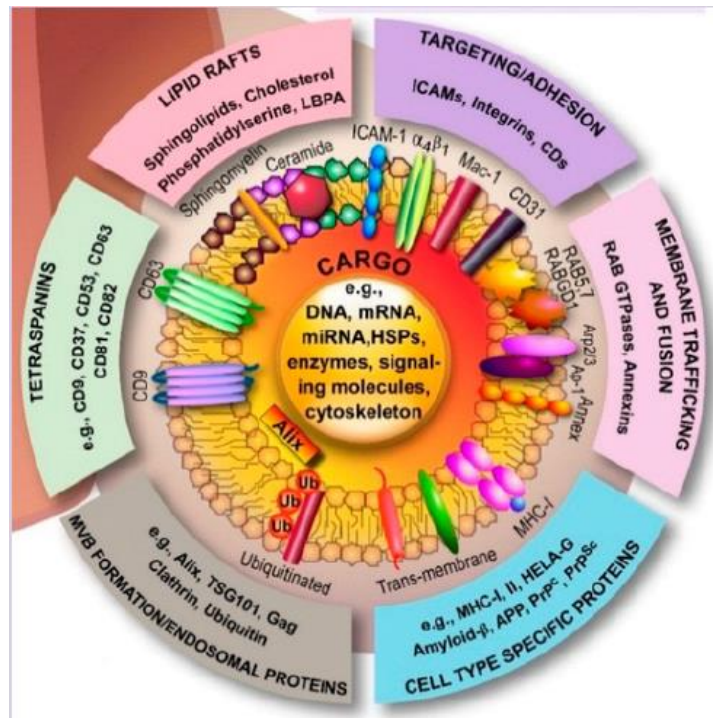 LIPID RAFTS
Sphingolipids, Cholesterol
Phosphatidylserine, LBPA
TARGETING/ADHESION
ICAMs, Integrins, CDs
MEMBRANE TRAFFICKING
AND FUSION
RAB GTPases, Annexins
CELL TYPE SPECIFIC PROTEINS
e.g., MHC-I, II, HELA-G
Amyloid-β, APP, PrPᶜ, PrPSc
MVB FORMATION/ENDOSOMAL PROTEINS
e.g., Alix, TSG101, Gag
Clathrin, Ubiquitin
TETRASPANINS
e.g., CD9, CD37, CD53, CD63
CD81, CD82
Sphingomyelin
Ceramide
ICAM-1
α4β1
Mac-1
CD31
RAB5,7
RABGD1
Arp2/3
Ap-1
Annex
MHC-I
Trans-membrane
Ubiquitinated
CD9
CD63
CARGO
e.g.,
DNA, mRNA,
miRNA,HSPs,
enzymes, signal-
ing molecules,
cytoskeleton
Alix
Ub
Ub
Ub